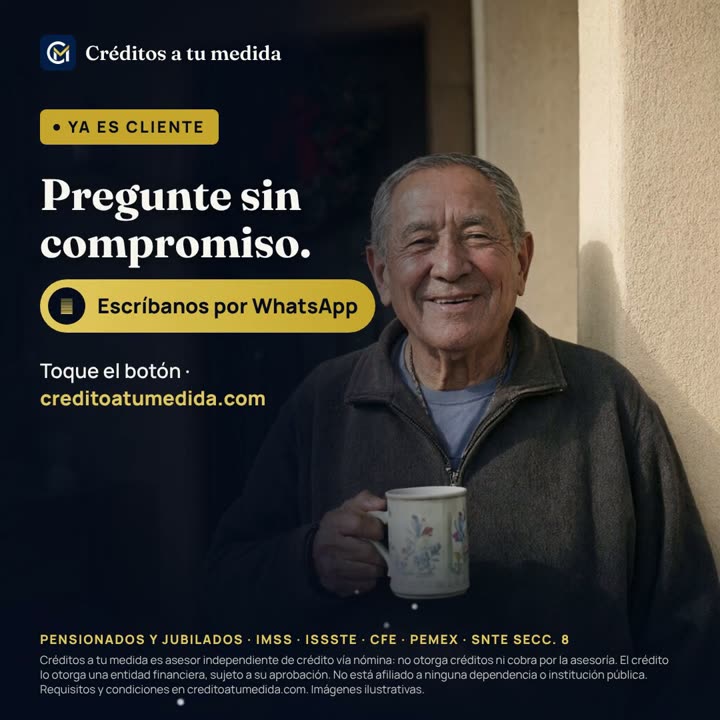 Créditos a tu medida
• YA ES CLIENTE
Pregunte sin
compromiso.
Escríbanos por WhatsApp
Toque el botón ·
creditoatumedida.com
PENSIONADOS Y JUBILADOS · IMSS · ISSSTE · CFE · PEMEX · SNTE SECC. 8
Créditos a tu medida es asesor independiente de crédito vía nómina: no otorga créditos ni cobra por la asesoría. El crédito
lo otorga una entidad financiera, sujeto a su aprobación. No está afiliado a ninguna dependencia o institución pública.
Requisitos y condiciones en creditoatumedida.com. Imágenes ilustrativas.